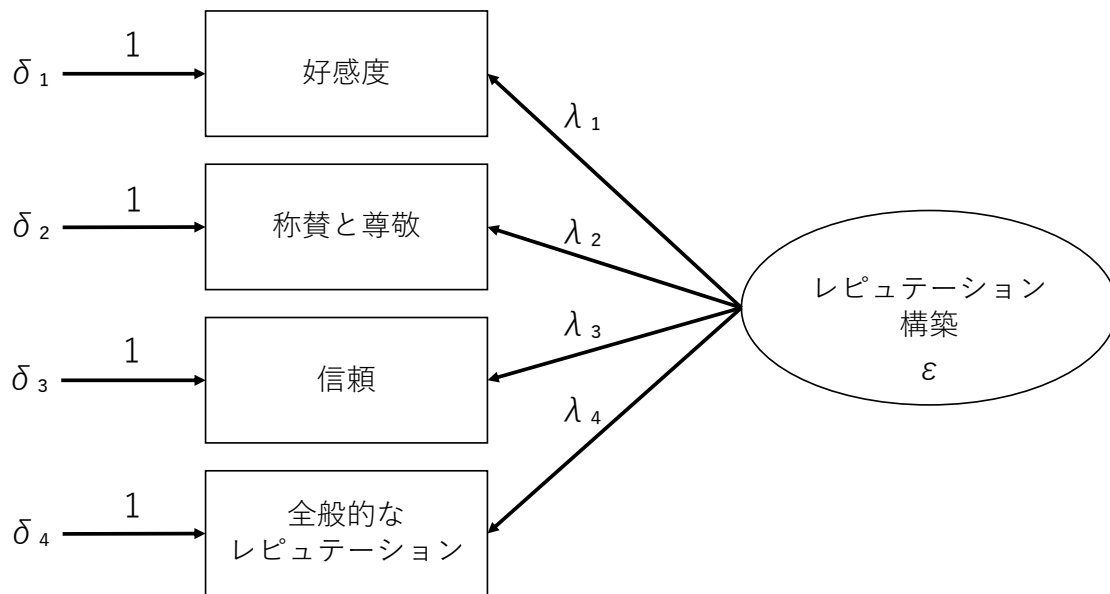 δ₁
1
好感度
λ₁
δ₂
1
称賛と尊敬
λ₂
レピュテーション
構築
ε
δ₃
1
信頼
λ₃
λ₄
δ₄
1
全般的な
レピュテーション